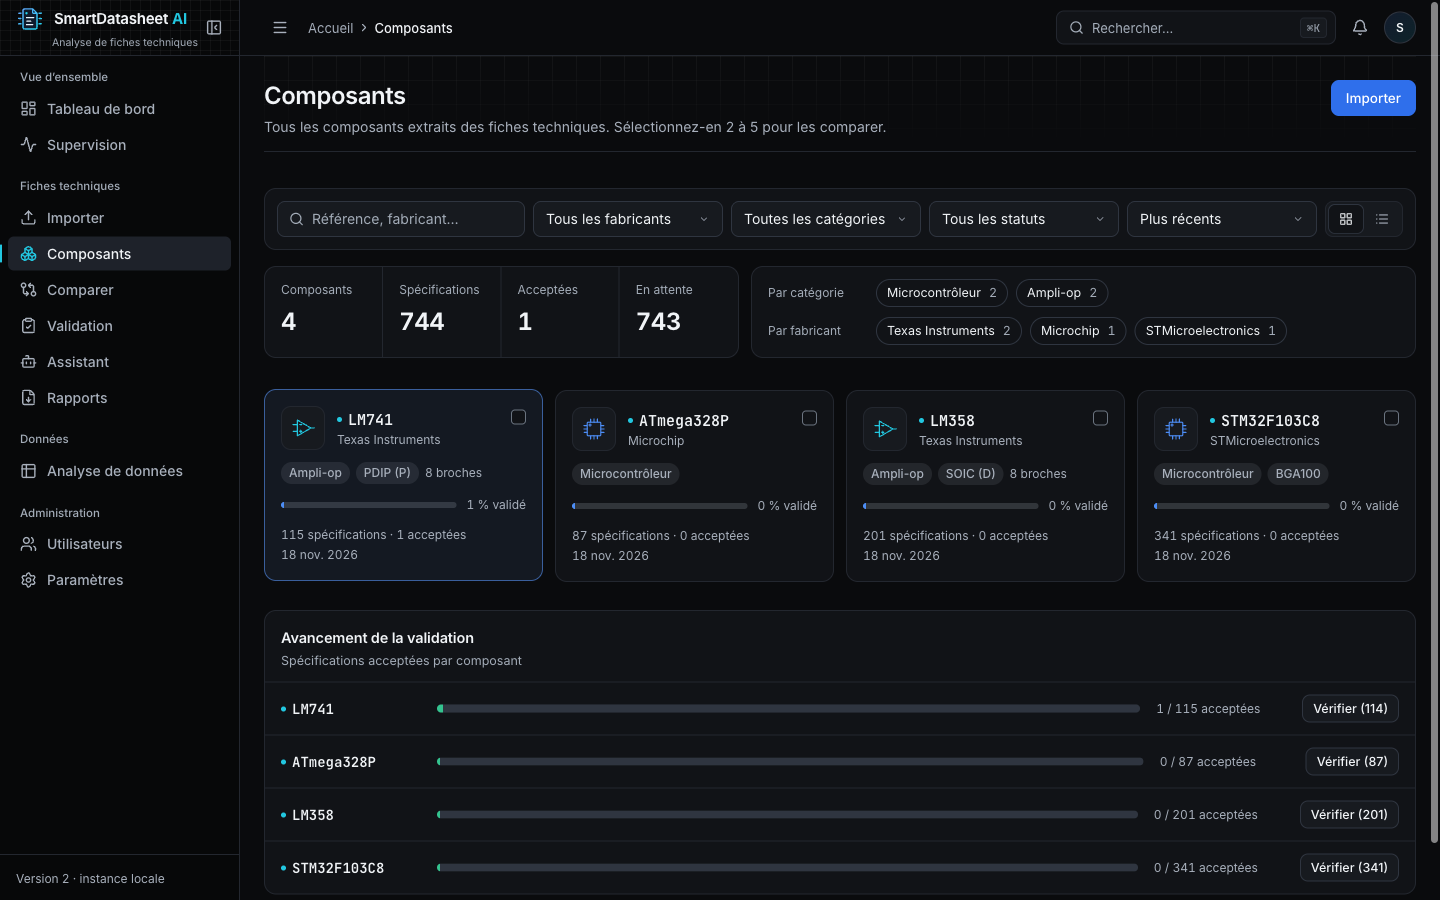 SmartDatasheet AI
Analyse de fiches techniques
Accueil > Composants
Rechercher...
⌘K
S
Vue d'ensemble
Tableau de bord
Supervision
Fiches techniques
Importer
Composants
Comparer
Validation
Assistant
Rapports
Données
Analyse de données
Administration
Utilisateurs
Paramètres
Version 2 · instance locale
Composants
Importer
Tous les composants extraits des fiches techniques. Sélectionnez-en 2 à 5 pour les comparer.
Référence, fabricant...
Tous les fabricants
Toutes les catégories
Tous les statuts
Plus récents
Composants
4
Spécifications
744
Acceptées
1
En attente
743
Par catégorie
Microcontrôleur 2
Ampli-op 2
Par fabricant
Texas Instruments 2
Microchip 1
STMicroelectronics 1
LM741
Texas Instruments
Ampli-op PDIP (P) 8 broches
1 % validé
115 spécifications · 1 acceptées
18 nov. 2026
ATmega328P
Microchip
Microcontrôleur
0 % validé
87 spécifications · 0 acceptées
18 nov. 2026
LM358
Texas Instruments
Ampli-op SOIC (D) 8 broches
0 % validé
201 spécifications · 0 acceptées
18 nov. 2026
STM32F103C8
STMicroelectronics
Microcontrôleur BGA100
0 % validé
341 spécifications · 0 acceptées
18 nov. 2026
Avancement de la validation
Spécifications acceptées par composant
LM741 1 / 115 acceptées Vérifier (114)
ATmega328P 0 / 87 acceptées Vérifier (87)
LM358 0 / 201 acceptées Vérifier (201)
STM32F103C8 0 / 341 acceptées Vérifier (341)